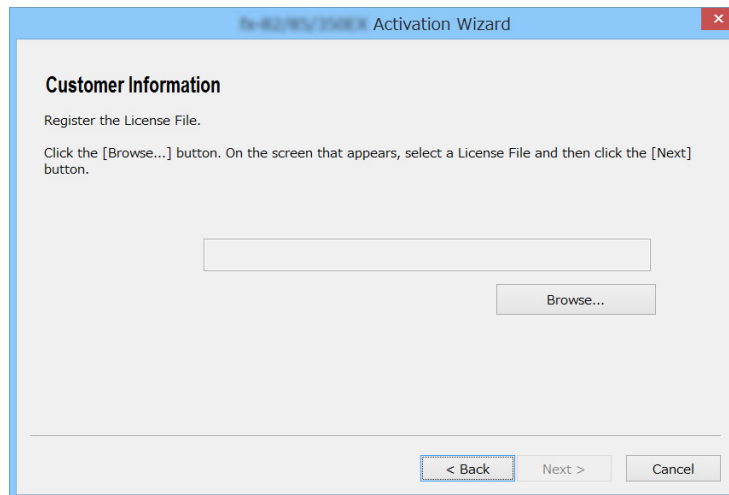 Activation Wizard
Customer Information
Register the License File.
Click the [Browse...] button. On the screen that appears, select a License File and then click the [Next]
button.
Browse...
< Back
Next >
Cancel